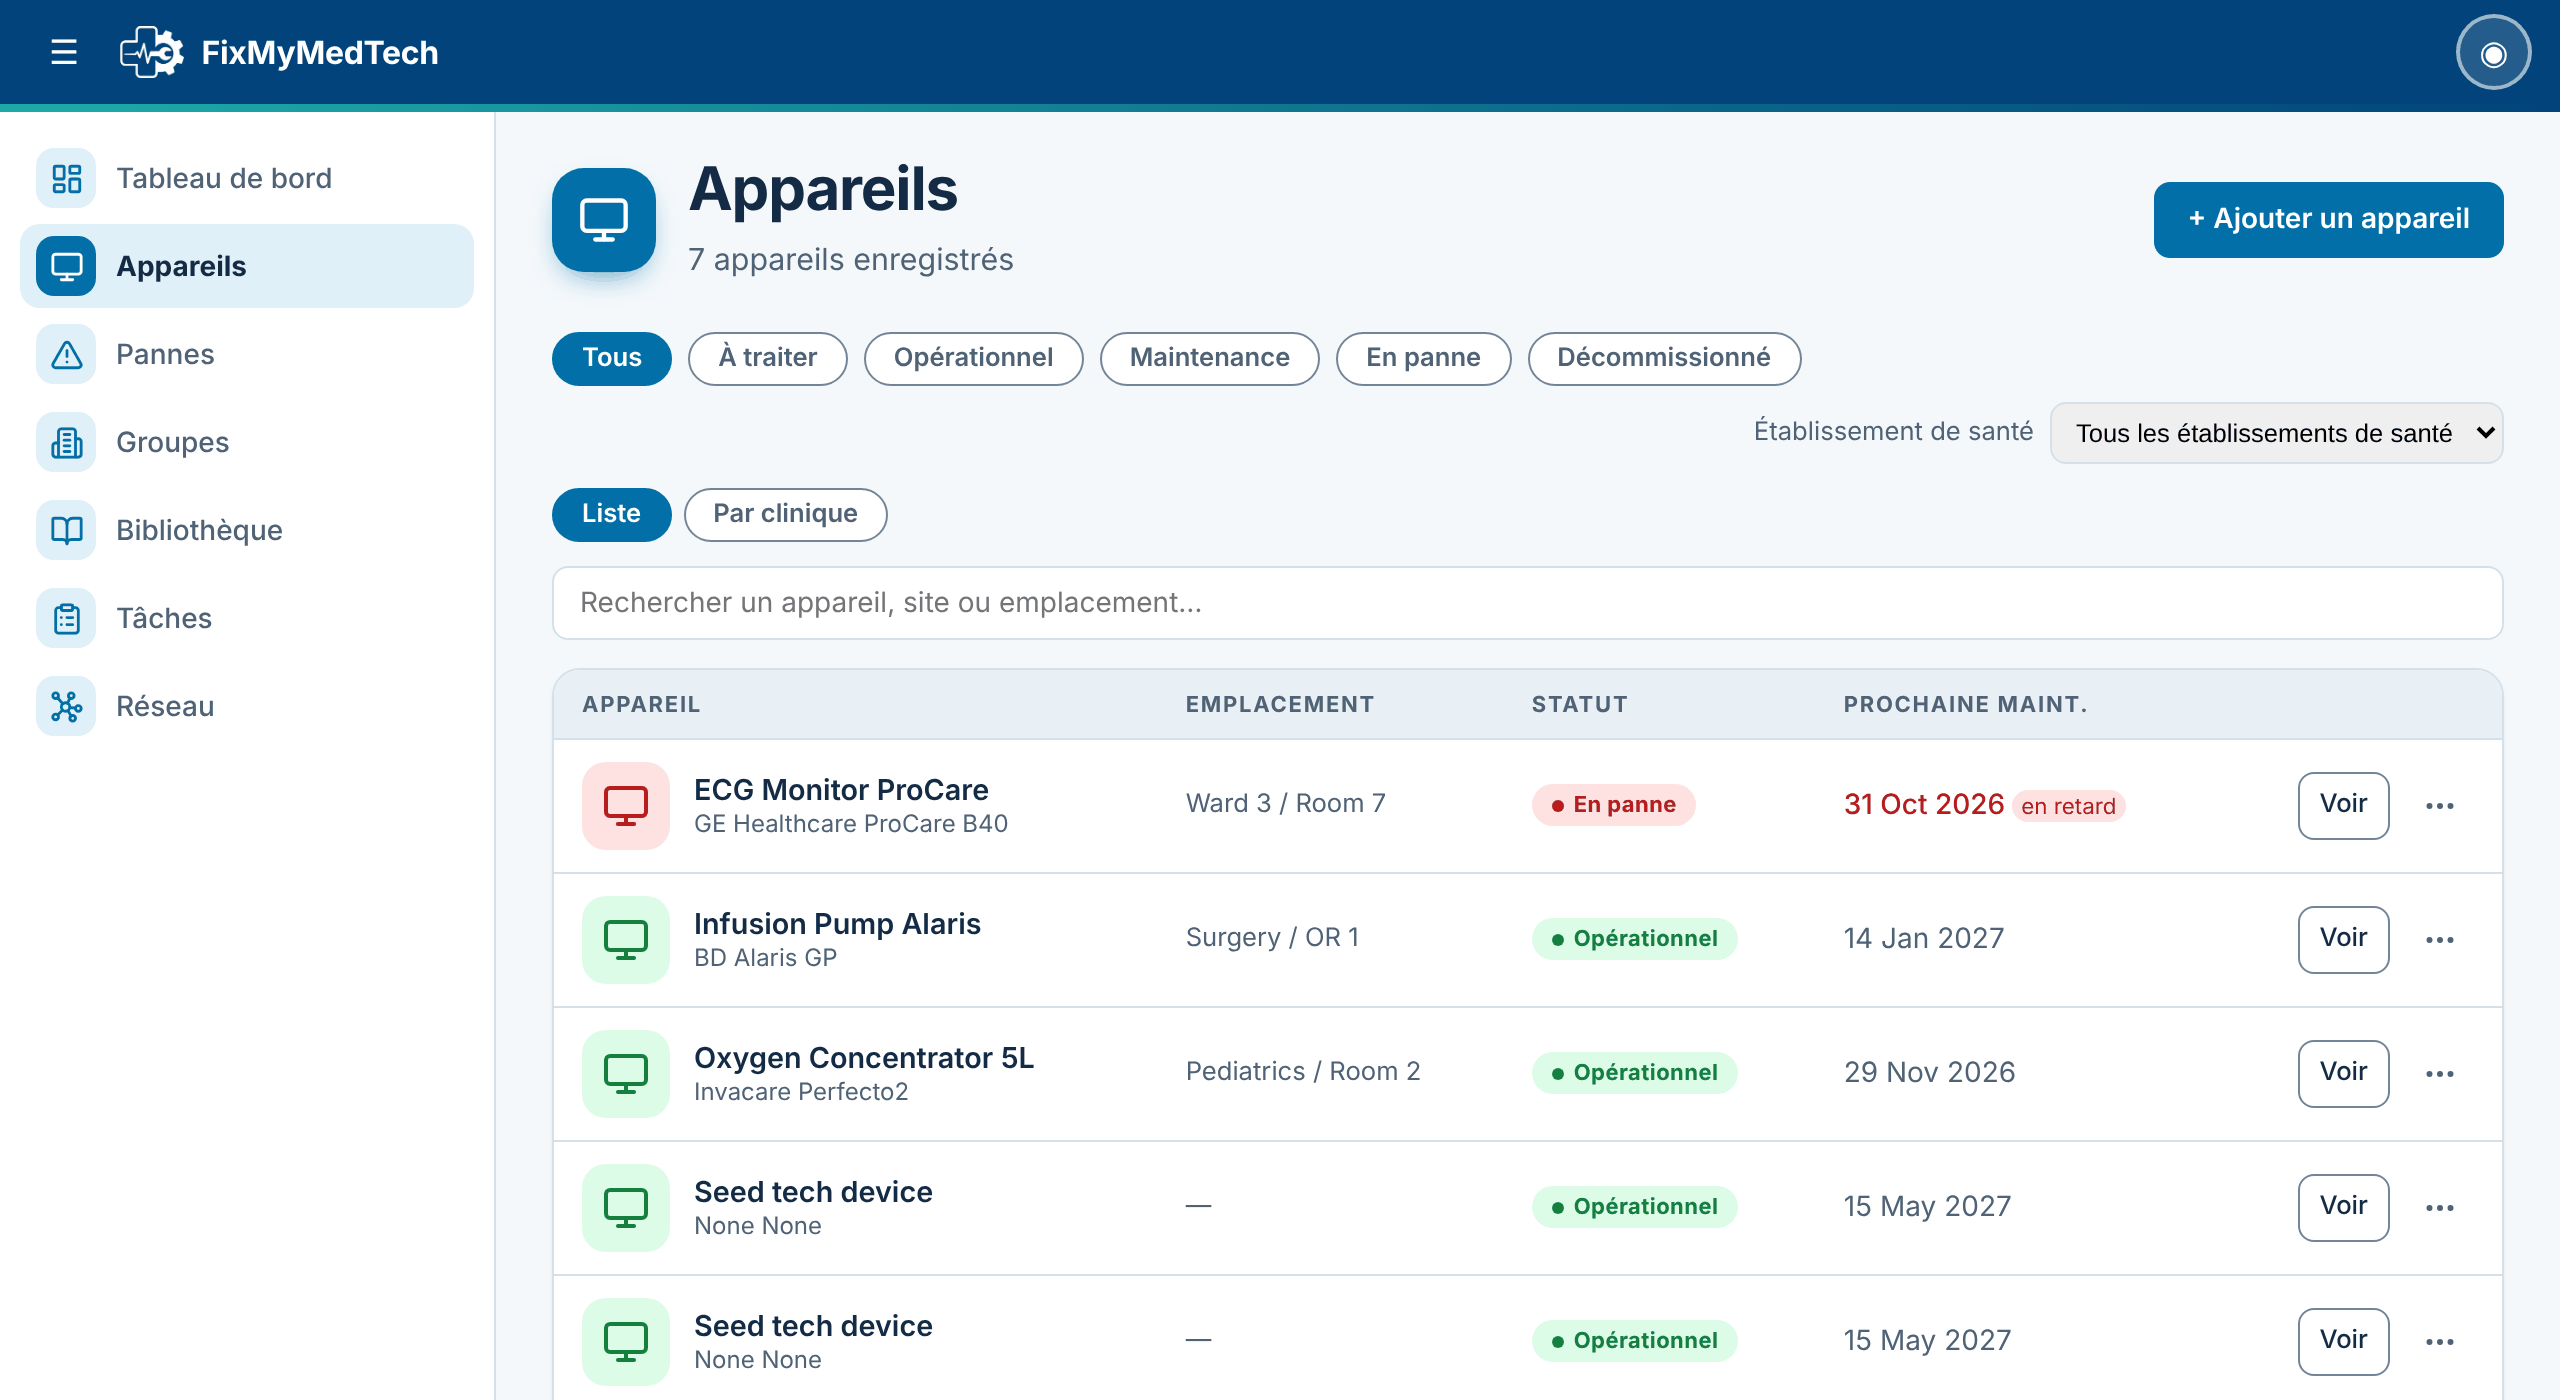 FixMyMedTech
Tableau de bord
Appareils
Pannes
Groupes
Bibliothèque
Tâches
Réseau
Appareils
7 appareils enregistrés
+ Ajouter un appareil
Tous À traiter Opérationnel Maintenance En panne Décommissionné
Établissement de santé Tous les établissements de santé
Liste Par clinique
Rechercher un appareil, site ou emplacement...
APPAREIL EMPLACEMENT STATUT PROCHAINE MAINT.
ECG Monitor ProCare
GE Healthcare ProCare B40
Ward 3 / Room 7 En panne 31 Oct 2026 en retard Voir ...
Infusion Pump Alaris
BD Alaris GP
Surgery / OR 1 Opérationnel 14 Jan 2027 Voir ...
Oxygen Concentrator 5L
Invacare Perfecto2
Pediatrics / Room 2 Opérationnel 29 Nov 2026 Voir ...
Seed tech device
None None
— Opérationnel 15 May 2027 Voir ...
Seed tech device
None None
— Opérationnel 15 May 2027 Voir ...